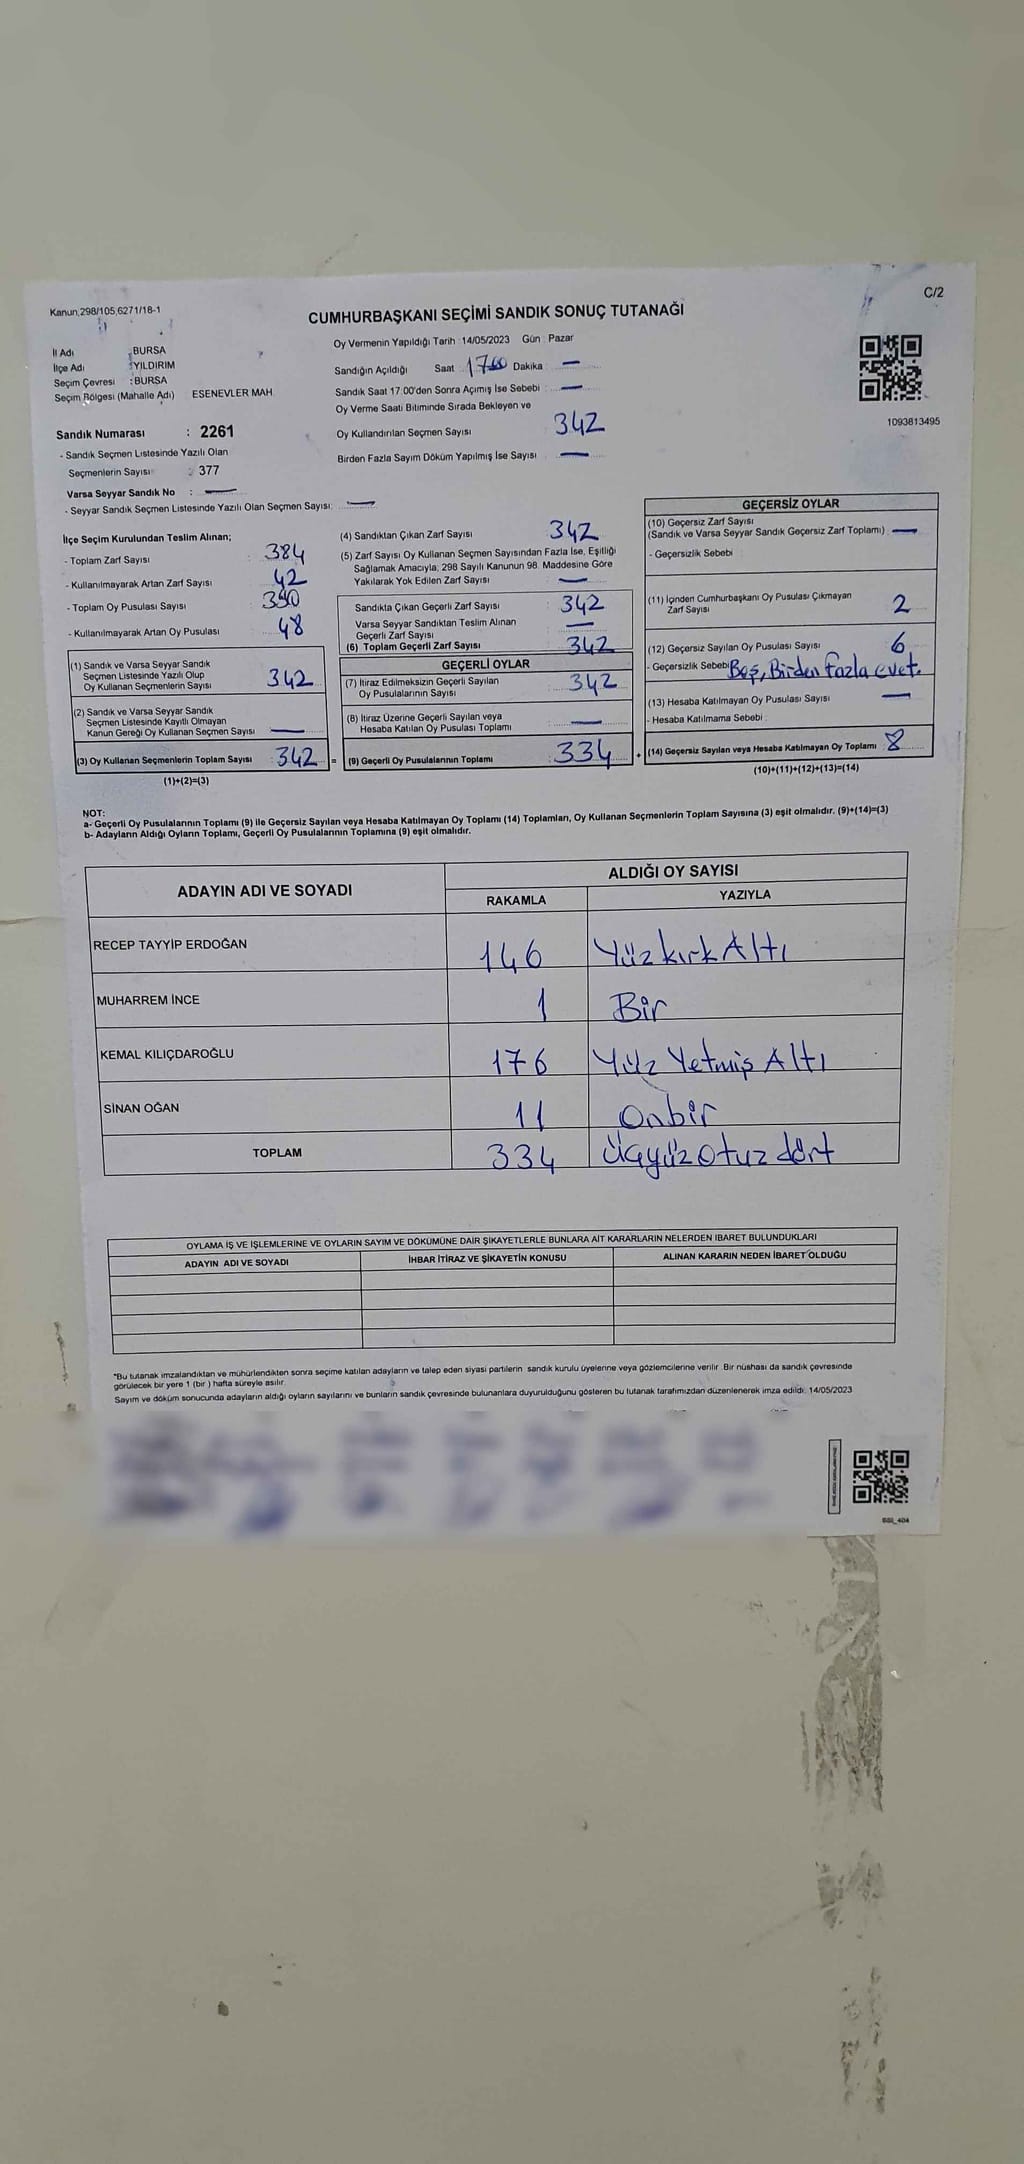 Kanun,298/105,6271/18-1
C/2
CUMHURBAŞKANI SEÇİMİ SANDIK SONUÇ TUTANAĞI
İl Adı : BURSA
İlçe Adı : YILDIRIM
Seçim Çevresi : BURSA
Seçim Bölgesi (Mahalle Adı) ESENEVLER MAH
Sandık Numarası : 2261
- Sandık Seçmen Listesinde Yazılı Olan
Seçmenlerin Sayısı : 377
Varsa Seyyar Sandık No : —
- Seyyar Sandık Seçmen Listesinde Yazılı Olan Seçmen Sayısı: —
Oy Vermenin Yapıldığı Tarih : 14/05/2023 Gün : Pazar
Sandığın Açıldığı Saat 17 00 Dakika : —
Sandık Saat 17:00'den Sonra Açımış İse Sebebi : —
Oy Verme Saati Bitiminde Sırada Bekleyen ve
Oy Kullandırılan Seçmen Sayısı 342
Birden Fazla Sayım Döküm Yapılmış İse Sayısı —
1093813495
İlçe Seçim Kurulundan Teslim Alınan;
- Toplam Zarf Sayısı : 384
- Kullanılmayarak Artan Zarf Sayısı : 42
- Toplam Oy Pusulası Sayısı : 390
- Kullanılmayarak Artan Oy Pusulası : 48
(1) Sandık ve Varsa Seyyar Sandık
Seçmen Listesinde Yazılı Olup
Oy Kullanan Seçmenlerin Sayısı : 342
(2) Sandık ve Varsa Seyyar Sandık
Seçmen Listesinde Kayıtlı Olmayan
Kanun Gereği Oy Kullanan Seçmen Sayısı : —
(3) Oy Kullanan Seçmenlerin Toplam Sayısı : 342 =
(1)+(2)=(3)
(4) Sandıktan Çıkan Zarf Sayısı : 342
(5) Zarf Sayısı Oy Kullanan Seçmen Sayısından Fazla İse, Eşitliği
Sağlamak Amacıyla, 298 Sayılı Kanunun 98. Maddesine Göre
Yakılarak Yok Edilen Zarf Sayısı : —
Sandıkta Çıkan Geçerli Zarf Sayısı : 342
Varsa Seyyar Sandıktan Teslim Alınan
Geçerli Zarf Sayısı : —
(6) Toplam Geçerli Zarf Sayısı : 342
GEÇERLİ OYLAR
(7) İtiraz Edilmeksizin Geçerli Sayılan
Oy Pusulalarının Sayısı : 342
(8) İtiraz Üzerine Geçerli Sayılan veya
Hesaba Katılan Oy Pusulası Toplamı : —
(9) Geçerli Oy Pusulalarının Toplamı : 334 +
GEÇERSİZ OYLAR
(10) Geçersiz Zarf Sayısı
(Sandık ve Varsa Seyyar Sandık Geçersiz Zarf Toplamı) : —
- Geçersizlik Sebebi :
(11) İçinden Cumhurbaşkanı Oy Pusulası Çıkmayan
Zarf Sayısı : 2
(12) Geçersiz Sayılan Oy Pusulası Sayısı : 6
- Geçersizlik Sebebi Boş, Birden fazla evet.
(13) Hesaba Katılmayan Oy Pusulası Sayısı : —
- Hesaba Katılmama Sebebi :
(14) Geçersiz Sayılan veya Hesaba Katılmayan Oy Toplamı : 8
(10)+(11)+(12)+(13)=(14)
NOT:
a- Geçerli Oy Pusulalarının Toplamı (9) ile Geçersiz Sayılan veya Hesaba Katılmayan Oy Toplamı (14) Toplamları, Oy Kullanan Seçmenlerin Toplam Sayısına (3) eşit olmalıdır. (9)+(14)=(3)
b- Adayların Aldığı Oyların Toplamı, Geçerli Oy Pusulalarının Toplamına (9) eşit olmalıdır.
ADAYIN ADI VE SOYADI ALDIĞI OY SAYISI
RAKAMLA YAZIYLA
RECEP TAYYİP ERDOĞAN 146 Yüz kırk Altı
MUHARREM İNCE 1 Bir
KEMAL KILIÇDAROĞLU 176 Yüz Yetmiş Altı
SİNAN OĞAN 11 Onbir
TOPLAM 334 Üçyüz otuz dört
OYLAMA İŞ VE İŞLEMLERİNE VE OYLARIN SAYIM VE DÖKÜMÜNE DAİR ŞİKAYETLERLE BUNLARA AİT KARARLARIN NELERDEN İBARET BULUNDUKLARI
ADAYIN ADI VE SOYADI İHBAR İTİRAZ VE ŞİKAYETİN KONUSU ALINAN KARARIN NEDEN İBARET OLDUĞU
*Bu tutanak imzalandıktan ve mühürlendikten sonra seçime katılan adayların ve talep eden siyasi partilerin sandık kurulu üyelerine veya gözlemcilerine verilir. Bir nüshası da sandık çevresinde
görülecek bir yere 1 (bir ) hafta süreyle asılır.
Sayım ve döküm sonucunda adayların aldığı oyların sayılarını ve bunların sandık çevresinde bulunanlara duyurulduğunu gösteren bu tutanak tarafımızdan düzenlenerek imza edildi. 14/05/2023